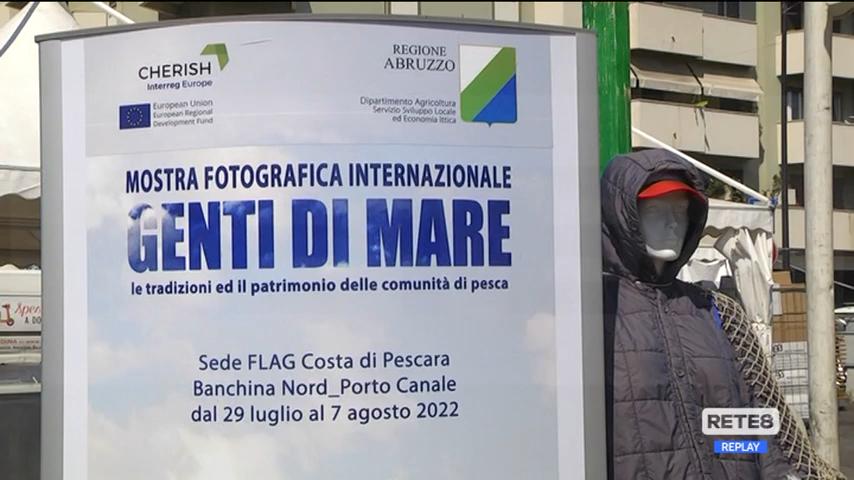 CHERISH
Interreg Europe
European Union
European Regional
Development Fund
REGIONE
ABRUZZO
Dipartimento Agricoltura
Servizio Sviluppo Locale
ed Economia Ittica
MOSTRA FOTOGRAFICA INTERNAZIONALE
GENTI DI MARE
le tradizioni ed il patrimonio delle comunità di pesca
Sede FLAG Costa di Pescara
Banchina Nord_Porto Canale
dal 29 luglio al 7 agosto 2022
A DO
RETE8
REPLAY